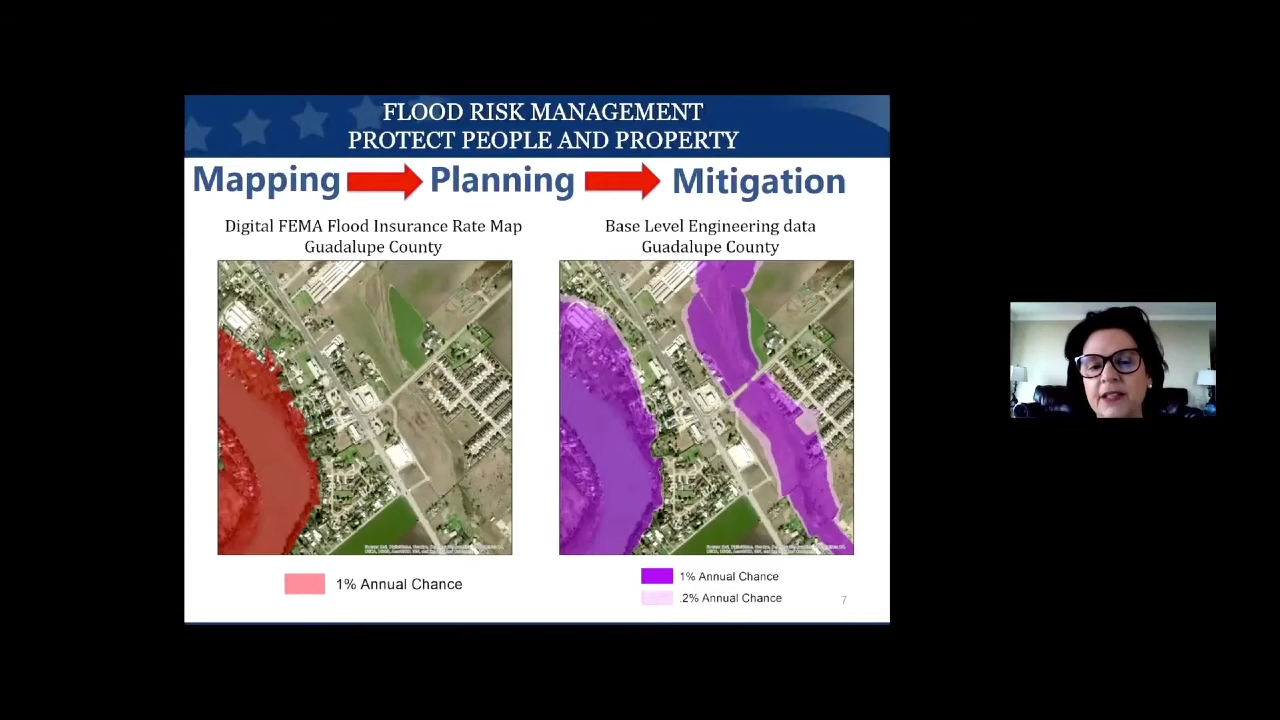 FLOOD RISK MANAGEMENT
PROTECT PEOPLE AND PROPERTY
Mapping Planning Mitigation
Digital FEMA Flood Insurance Rate Map
Guadalupe County
Base Level Engineering data
Guadalupe County
1% Annual Chance
1% Annual Chance
.2% Annual Chance
7